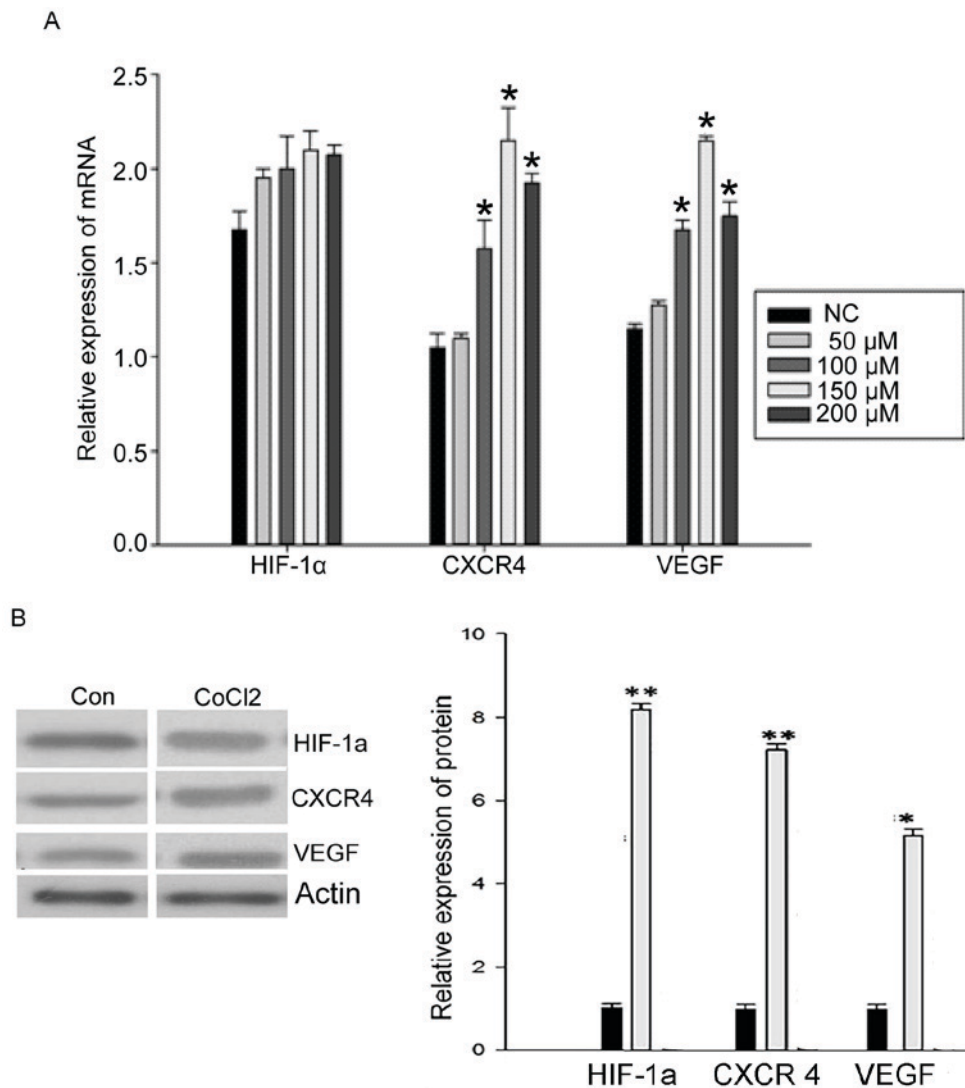 A
Relative expression of mRNA
2.5
2.0
1.5
1.0
0.5
0.0
* * *
* * *
HIF-1α CXCR4 VEGF
NC
50 μM
100 μM
150 μM
200 μM
B
Con CoCl2
HIF-1a
CXCR4
VEGF
Actin
Relative expression of protein
10
8
6
4
2
0
**
**
*
HIF-1a CXCR 4 VEGF